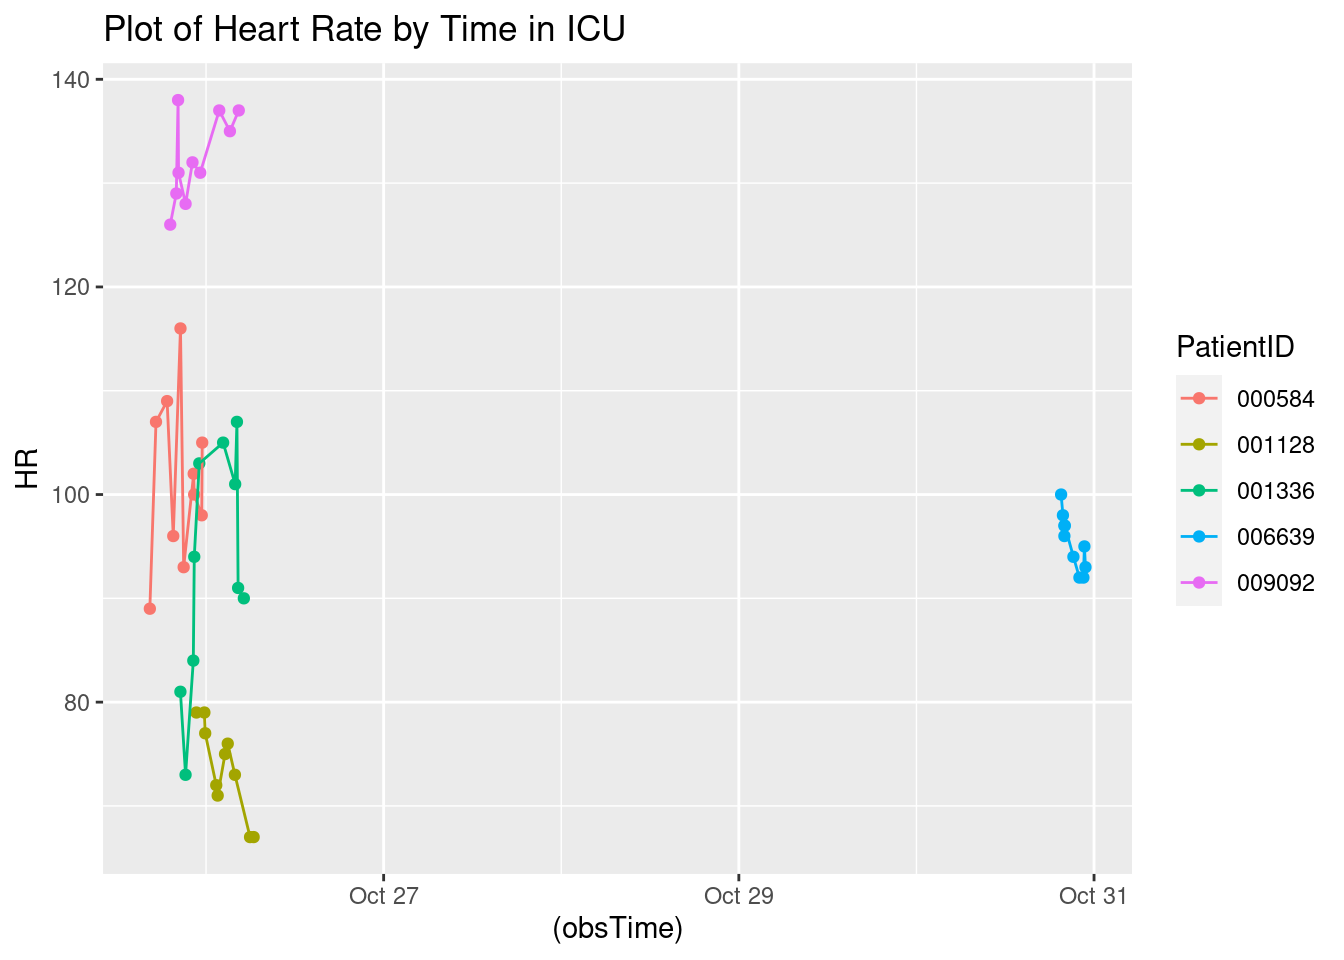 Plot of Heart Rate by Time in ICU
140
120
100
80
HR
Oct 27
Oct 29
Oct 31
(obsTime)
PatientID
000584
001128
001336
006639
009092